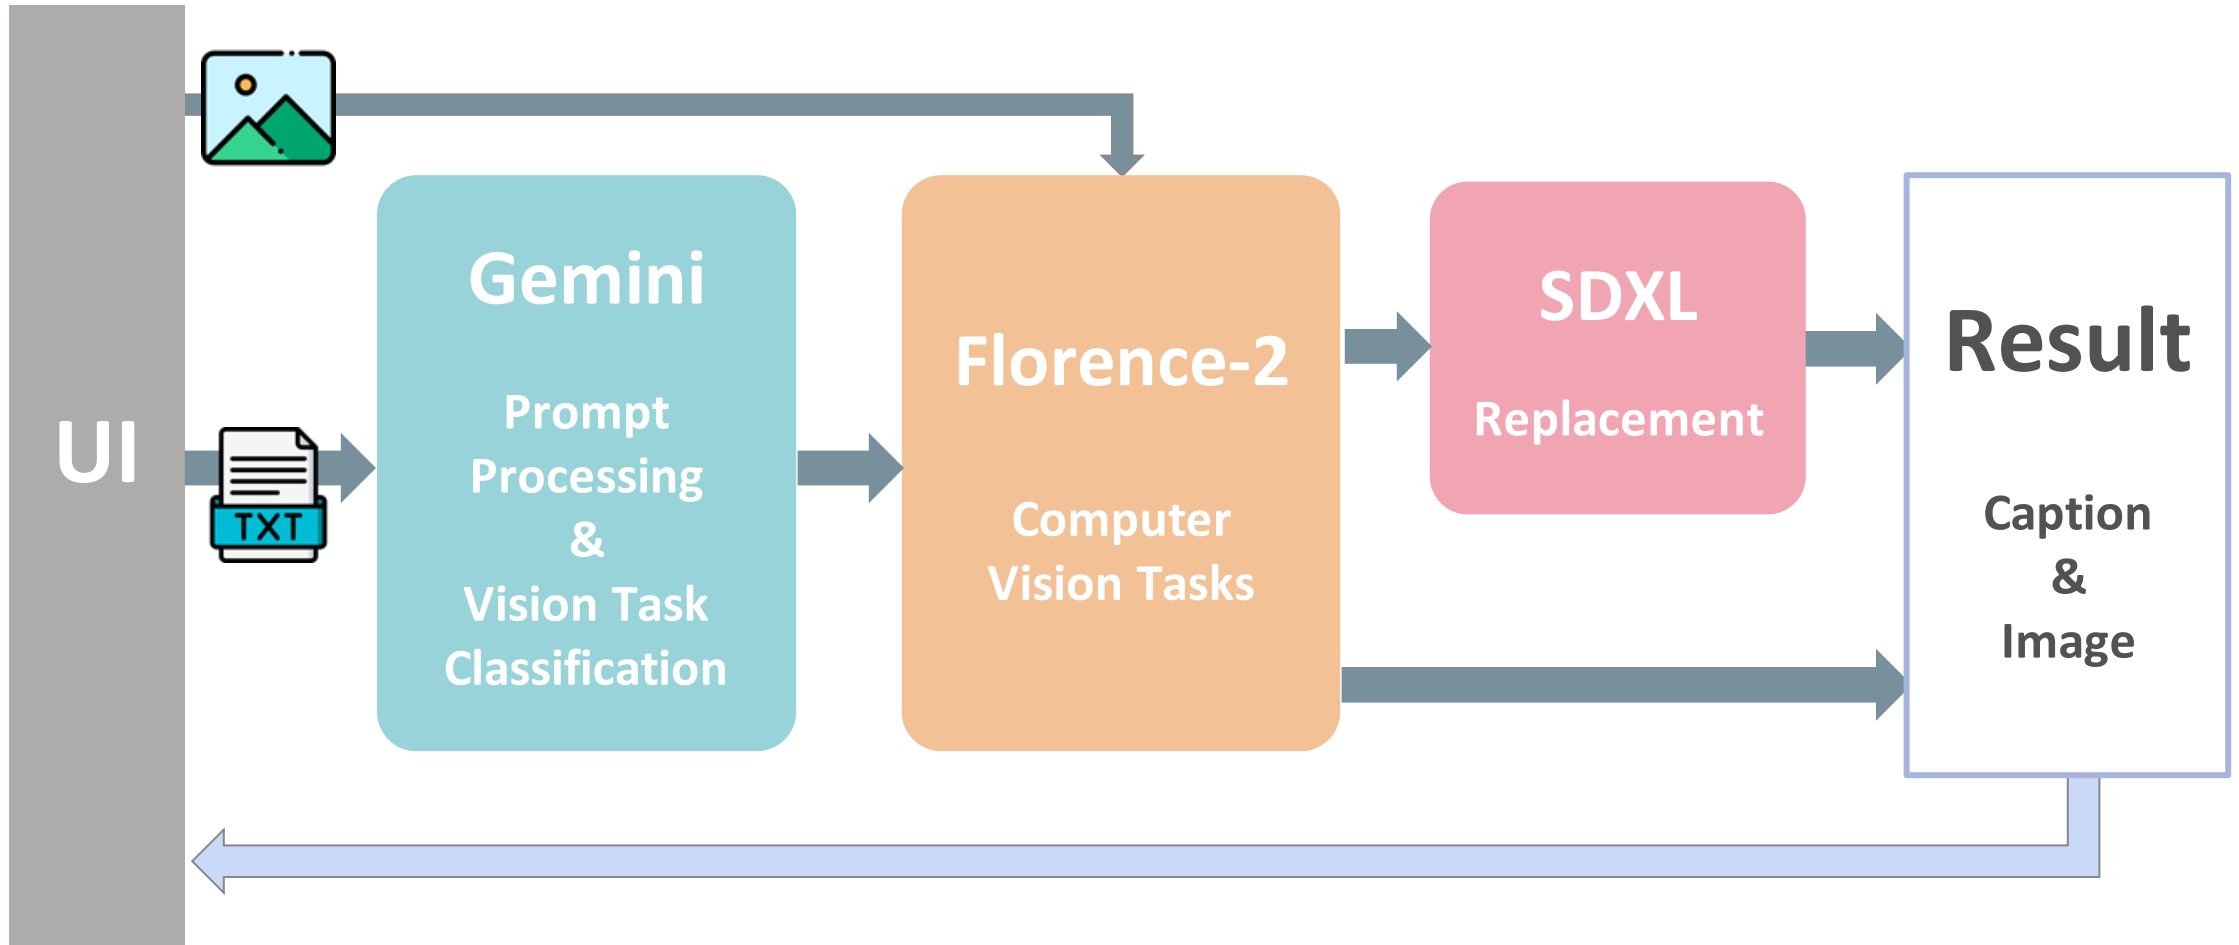 UI
TXT
Gemini
Prompt
Processing
&
Vision Task
Classification
Florence-2
Computer
Vision Tasks
SDXL
Replacement
Result
Caption
&
Image